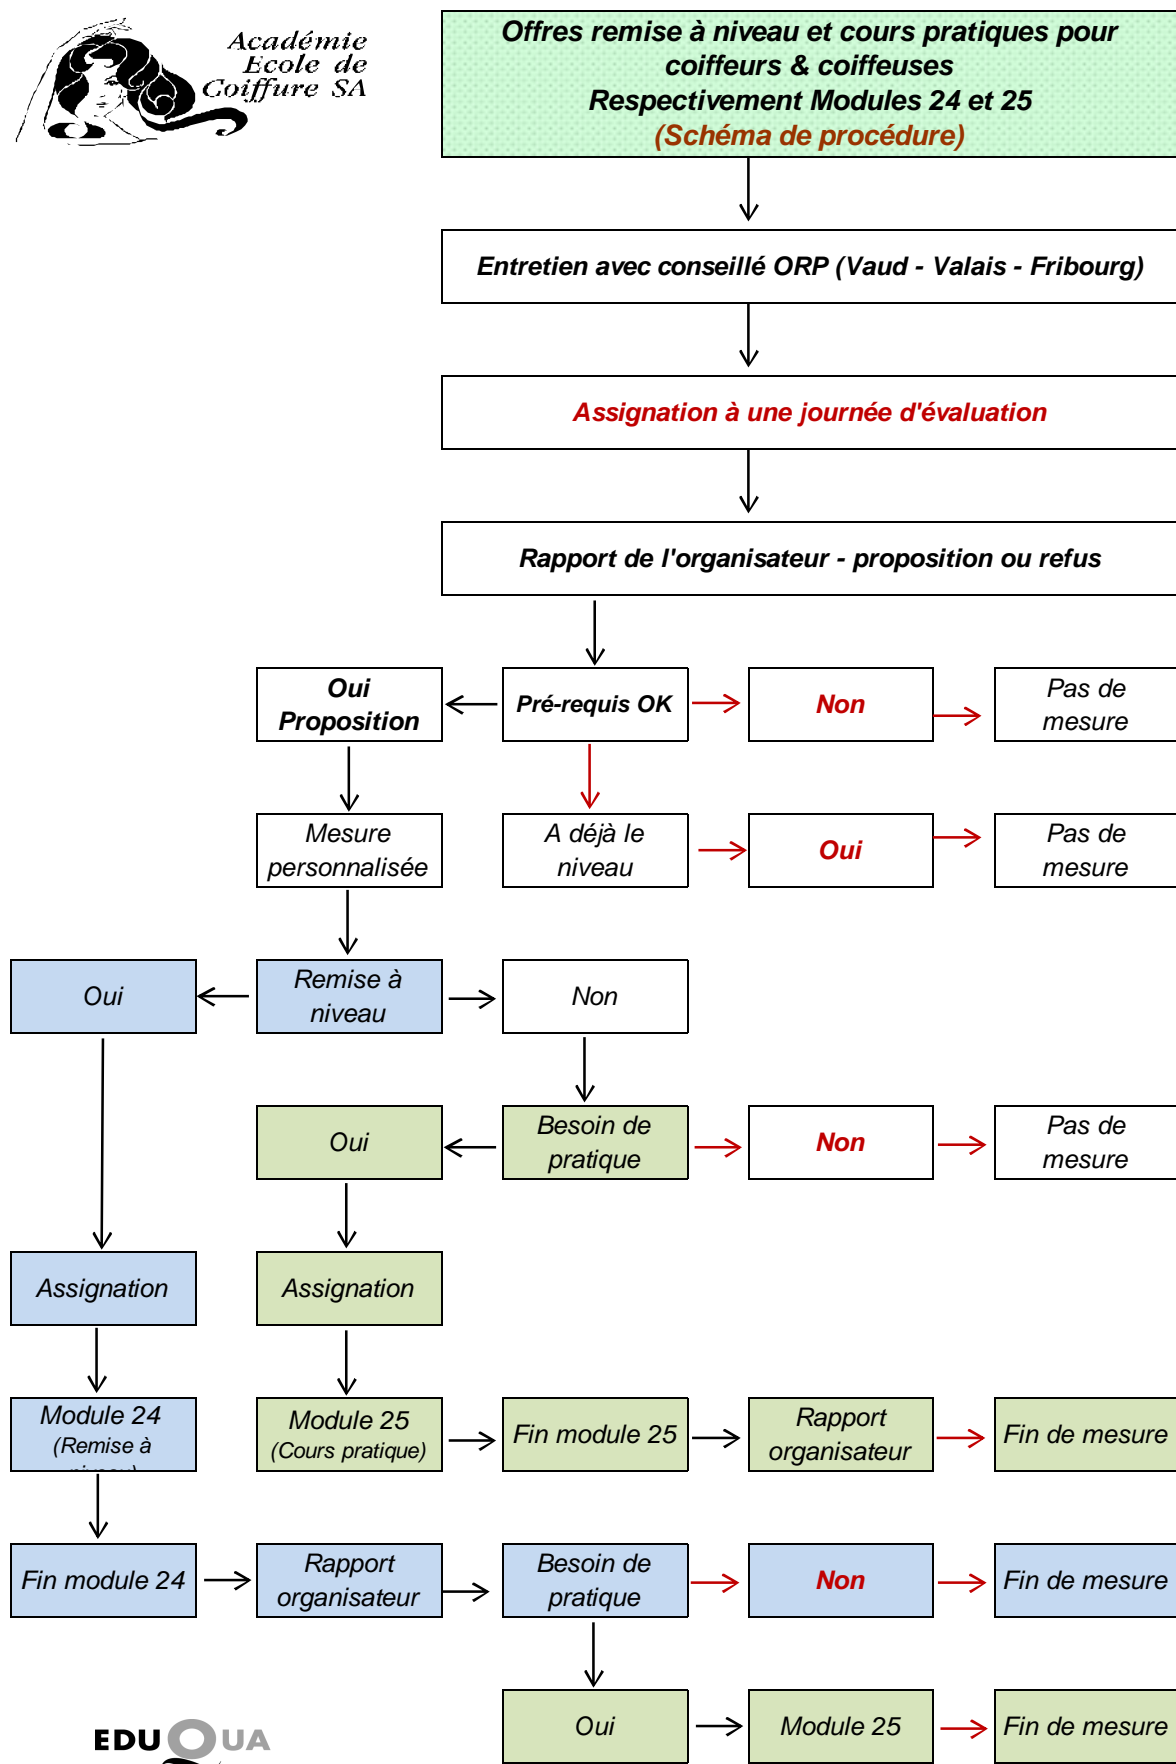 Académie
Ecole de
Coiffure SA
Offres remise à niveau et cours pratiques pour
coiffeurs & coiffeuses
Respectivement Modules 24 et 25
(Schéma de procédure)
Entretien avec conseillé ORP (Vaud - Valais - Fribourg)
Assignation à une journée d'évaluation
Rapport de l'organisateur - proposition ou refus
Oui
Proposition
Pré-requis OK
Non
Pas de
mesure
Mesure
personnalisée
A déjà le
niveau
Oui
Pas de
mesure
Oui
Remise à
niveau
Non
Oui
Besoin de
pratique
Non
Pas de
mesure
Assignation
Assignation
Module 24
(Remise à
niveau)
Module 25
(Cours pratique)
Fin module 25
Rapport
organisateur
Fin de mesure
Fin module 24
Rapport
organisateur
Besoin de
pratique
Non
Fin de mesure
Oui
Module 25
Fin de mesure
EDUQUA